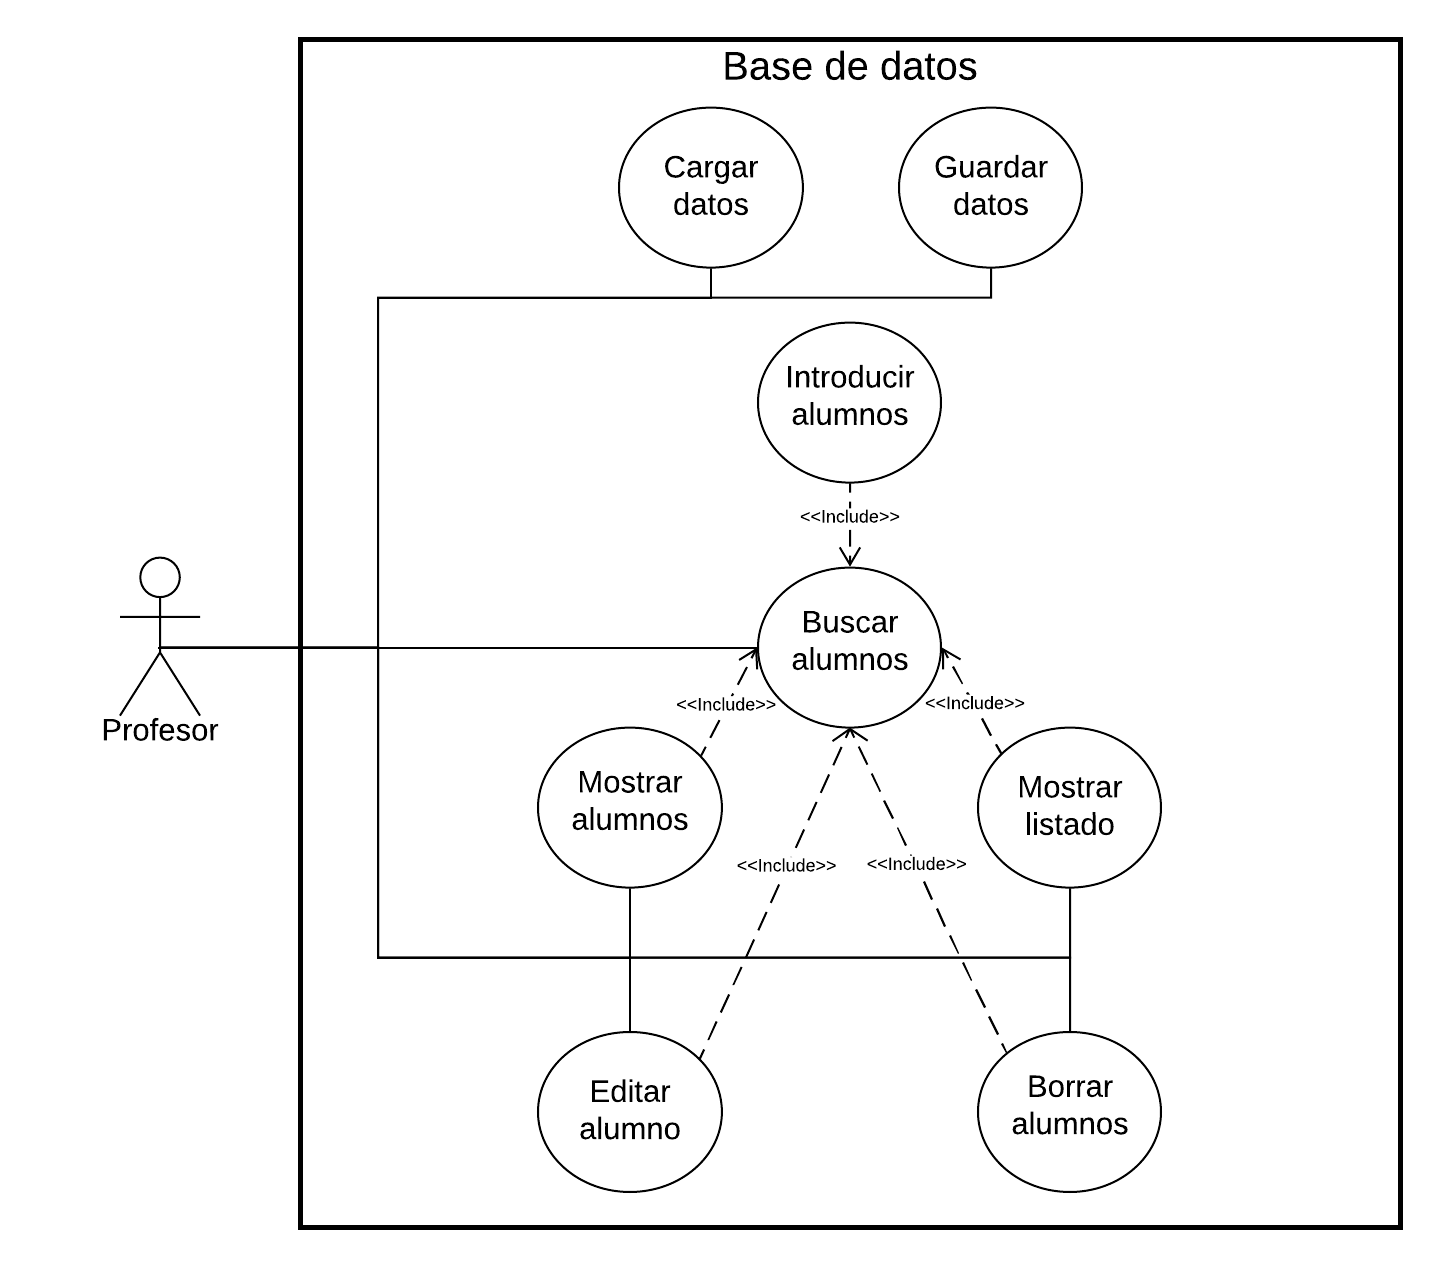 Base de datos
Cargar
datos
Guardar
datos
Introducir
alumnos
<<Include>>
Buscar
alumnos
<<Include>>
<<Include>>
Profesor
Mostrar
alumnos
Mostrar
listado
<<Include>>
<<Include>>
Editar
alumno
Borrar
alumnos